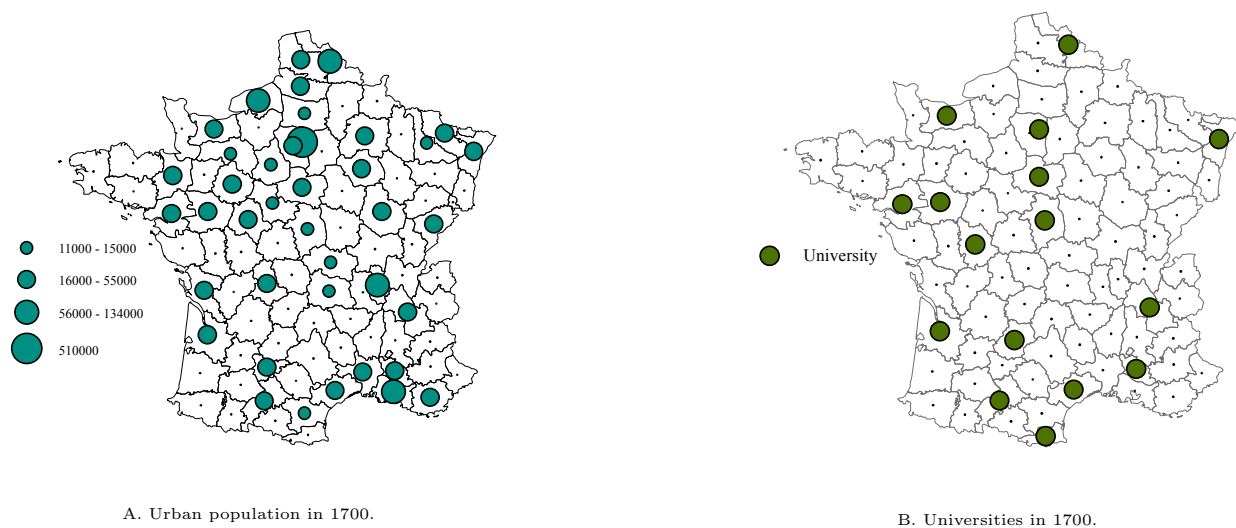 11000 - 15000
16000 - 55000
56000 - 134000
510000
University
A. Urban population in 1700.
B. Universities in 1700.